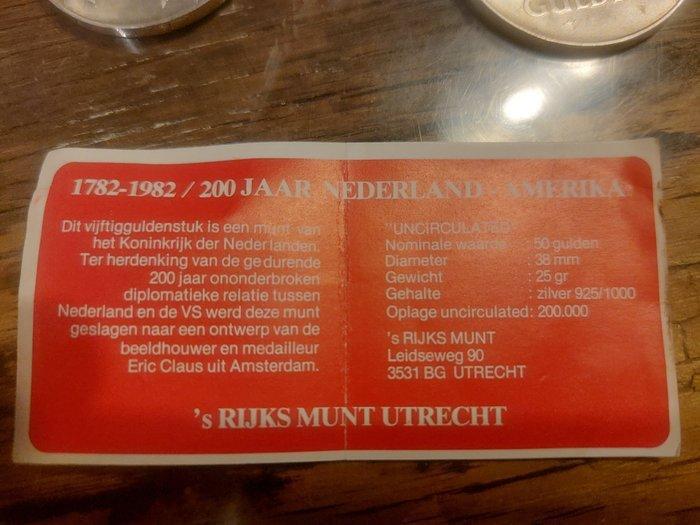 1782-1982 / 200 JAAR NEDERLAND - AMERIKA
Dit vijftigguldenstuk is een munt van
het Koninkrijk der Nederlanden.
Ter herdenking van de gedurende
200 jaar ononderbroken
diplomatieke relatie tussen
Nederland en de VS werd deze munt
geslagen naar een ontwerp van de
beeldhouwer en medailleur
Eric Claus uit Amsterdam.
"UNCIRCULATED"
Nominale waarde : 50 gulden
Diameter : 38 mm
Gewicht : 25 gr
Gehalte : zilver 925/1000
Oplage uncirculated: 200.000
's RIJKS MUNT
Leidseweg 90
3531 BG UTRECHT
's RIJKS MUNT UTRECHT